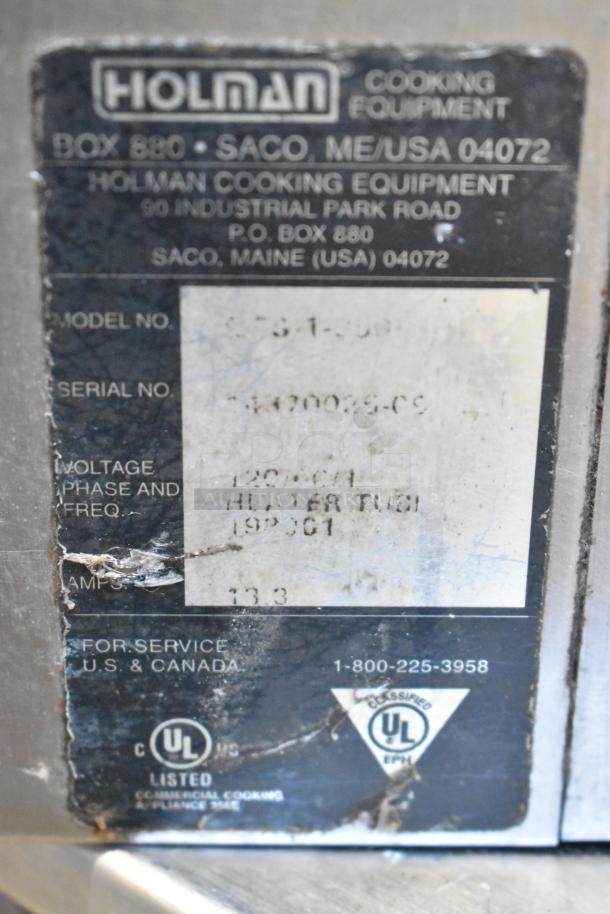 HOLMAN COOKING EQUIPMENT
BOX 880 • SACO, ME/USA 04072
HOLMAN COOKING EQUIPMENT
90 INDUSTRIAL PARK ROAD
P.O. BOX 880
SACO, MAINE (USA) 04072
MODEL NO.
SERIAL NO.
VOLTAGE
PHASE AND
FREQ.
AMPS.
13.3
FOR SERVICE
U.S. & CANADA: 1-800-225-3958
CLASSIFIED
UL
EPH
C UL US
LISTED
COMMERCIAL COOKING
APPLIANCE